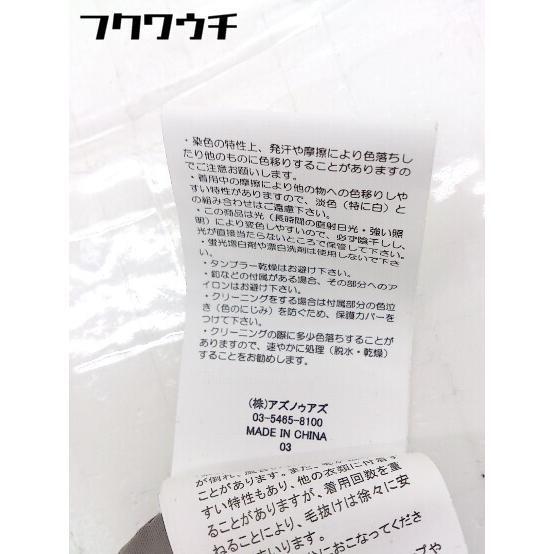 フクワウチ
・染色の特性上、発汗や摩擦により色落ちし
たり他のものに色移りすることがありますの
でご注意お願いします。
・着用中の摩擦により他の物への色移りしや
すい特性がありますので、淡色（特に白）と
の組み合わせはご遠慮下さい。
・この商品は光（長時間の直射日光・強い照
明）により変色しやすいので、必ず陰干しし、
光が直接当たらないところで保管して下さい。
・蛍光増白剤や漂白洗剤は使用しないで下さ
い。
・タンブラー乾燥はお避け下さい。
・釦などの付属がある場合、その部分へのア
イロンはお避け下さい。
・クリーニングをする場合は付属部分の色泣
き（色のにじみ）を防ぐため、保護カバーを
つけて下さい。
・クリーニングの際に多少色落ちすることが
ありますので、速やかに処理（脱水・乾燥）
することをお勧めします。
(株)アズノゥアズ
03-5465-8100
MADE IN CHINA
03
ことがあります。また、
すい特性もあり、他の衣類に付着
ることがありますが、着用回数を重
ねることにより、毛抜けは徐々に安
すいります。
におこなってくださ